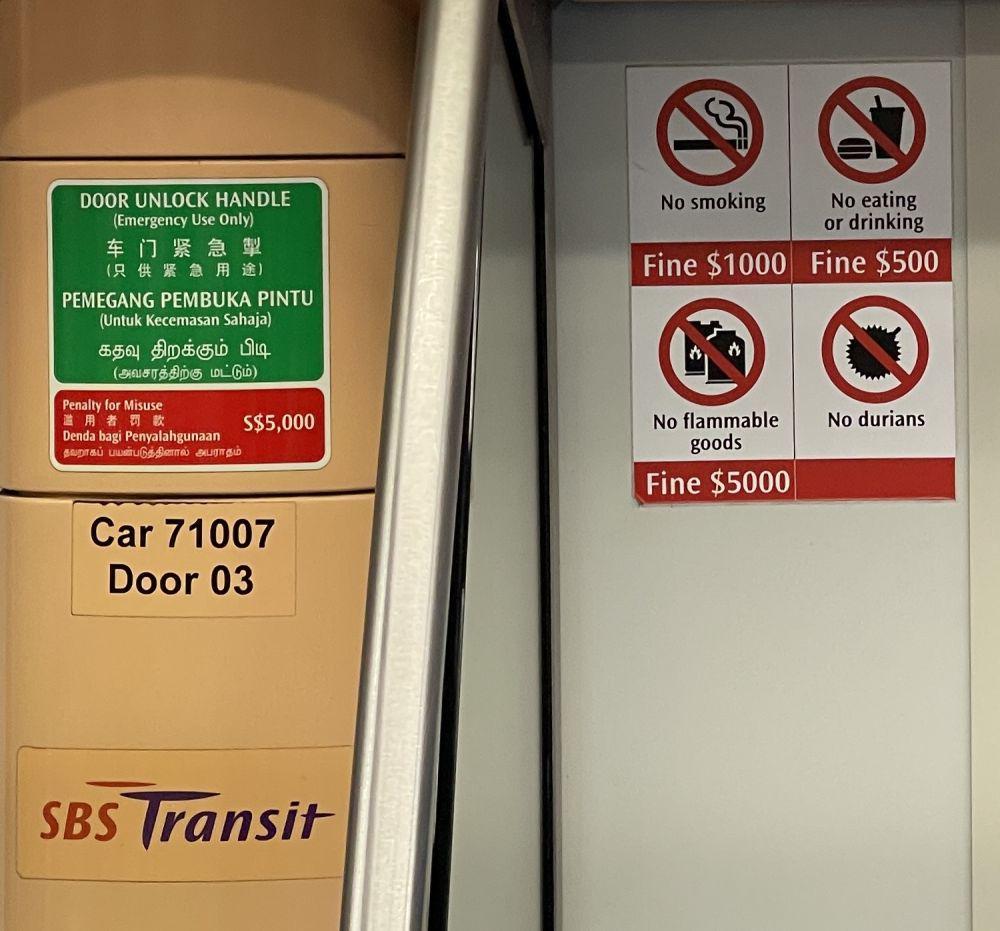 DOOR UNLOCK HANDLE
(Emergency Use Only)
车门紧急掣
(只供紧急用途)
PEMEGANG PEMBUKA PINTU
(Untuk Kecemasan Sahaja)
கதவு திறக்கும் பிடி
(அவசரத்திற்கு மட்டும்)
Penalty for Misuse
滥用者罚款
Denda bagi Penyalahgunaan
தவறாகப் பயன்படுத்தினால் அபராதம்
S$5,000
Car 71007
Door 03
SBS Transit
No smoking
Fine $1000
No eating
or drinking
Fine $500
No flammable
goods
Fine $5000
No durians